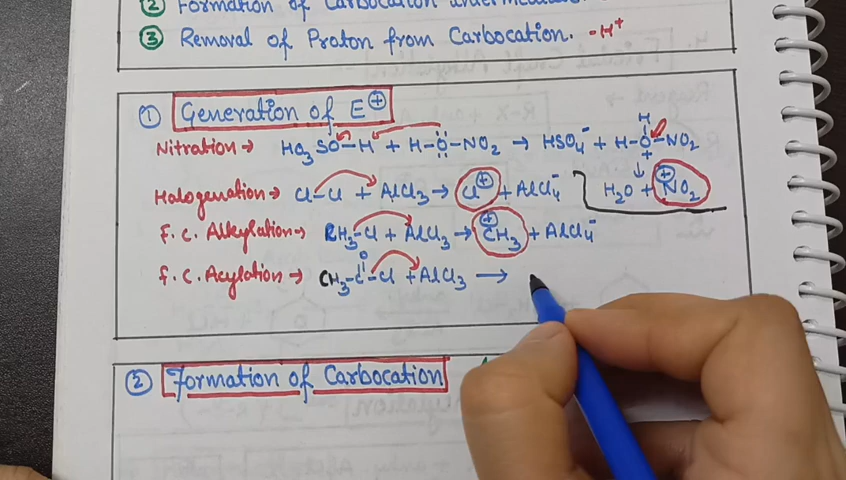 ② Formation of Carbocation
③ Removal of Proton from Carbocation. -H⁺
① Generation of E⊕
Nitration → HO₃SO-H + H-Ö-NO₂ → HSO₄⁻ + H-O-NO₂
H
+
↓
Halogenation → Cl-Cl + AlCl₃ → Cl⊕ + AlCl₄⁻
H₂O + ⊕NO₂
F.C. Alkylation → CH₃-Cl + AlCl₃ → ⊕CH₃ + AlCl₄⁻
O
F.C. Acylation → CH₃-C-Cl + AlCl₃ →
② Formation of Carbocation